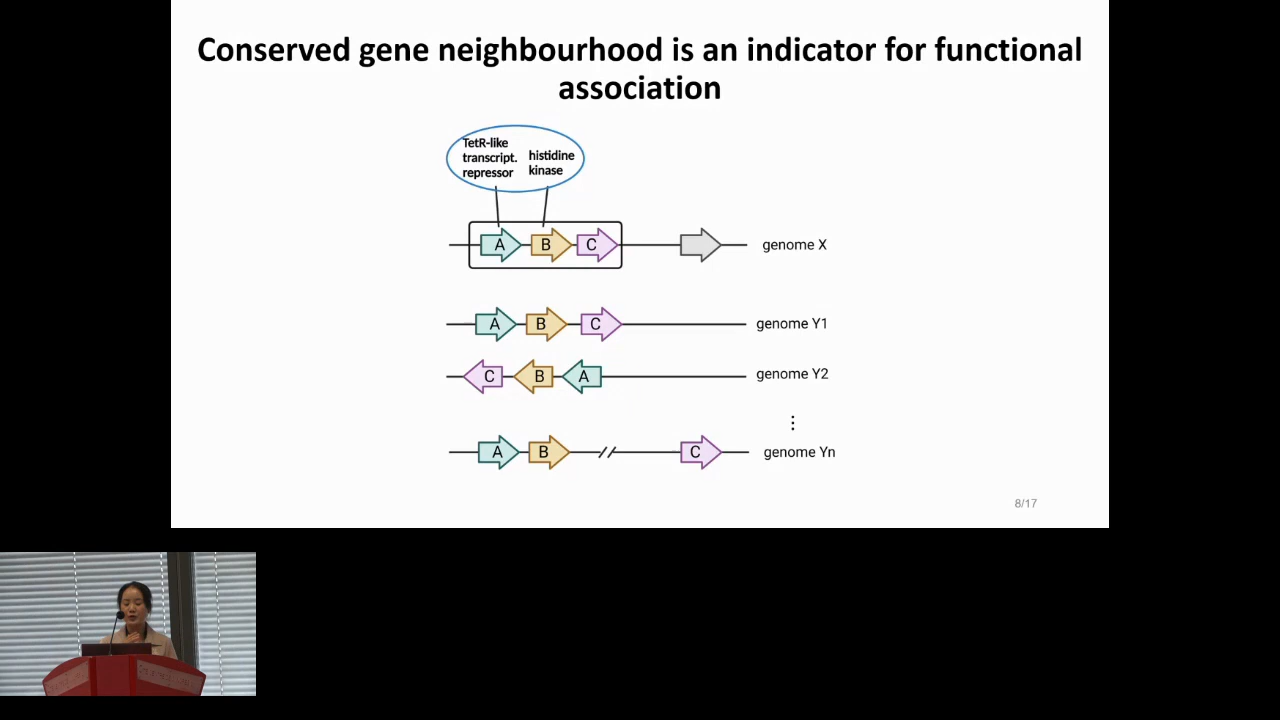 Conserved gene neighbourhood is an indicator for functional
association
TetR-like
transcript.
repressor
histidine
kinase
A B C genome X
A B C genome Y1
C B A genome Y2
⋮
A B // C genome Yn
8/17